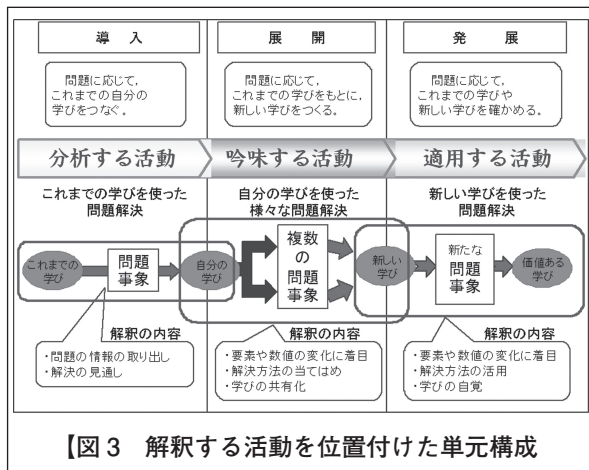 導　入
展　開
発　展
問題に応じて，
これまでの自分の
学びをつなぐ。
問題に応じて，
これまでの学びをもとに，
新しい学びをつくる。
問題に応じて，
これまでの学びや
新しい学びを確かめる。
分析する活動
吟味する活動
適用する活動
これまでの学びを使った
問題解決
自分の学びを使った
様々な問題解決
新しい学びを使った
問題解決
これまでの
学び
問題
事象
自分の
学び
複数
の
問題
事象
新しい
学び
新たな
問題
事象
価値ある
学び
解釈の内容
・問題の情報の取り出し
・解決の見通し
解釈の内容
・要素や数値の変化に着目
・解決方法の当てはめ
・学びの共有化
解釈の内容
・要素や数値の変化に着目
・解決方法の活用
・学びの自覚
【図３　解釈する活動を位置付けた単元構成